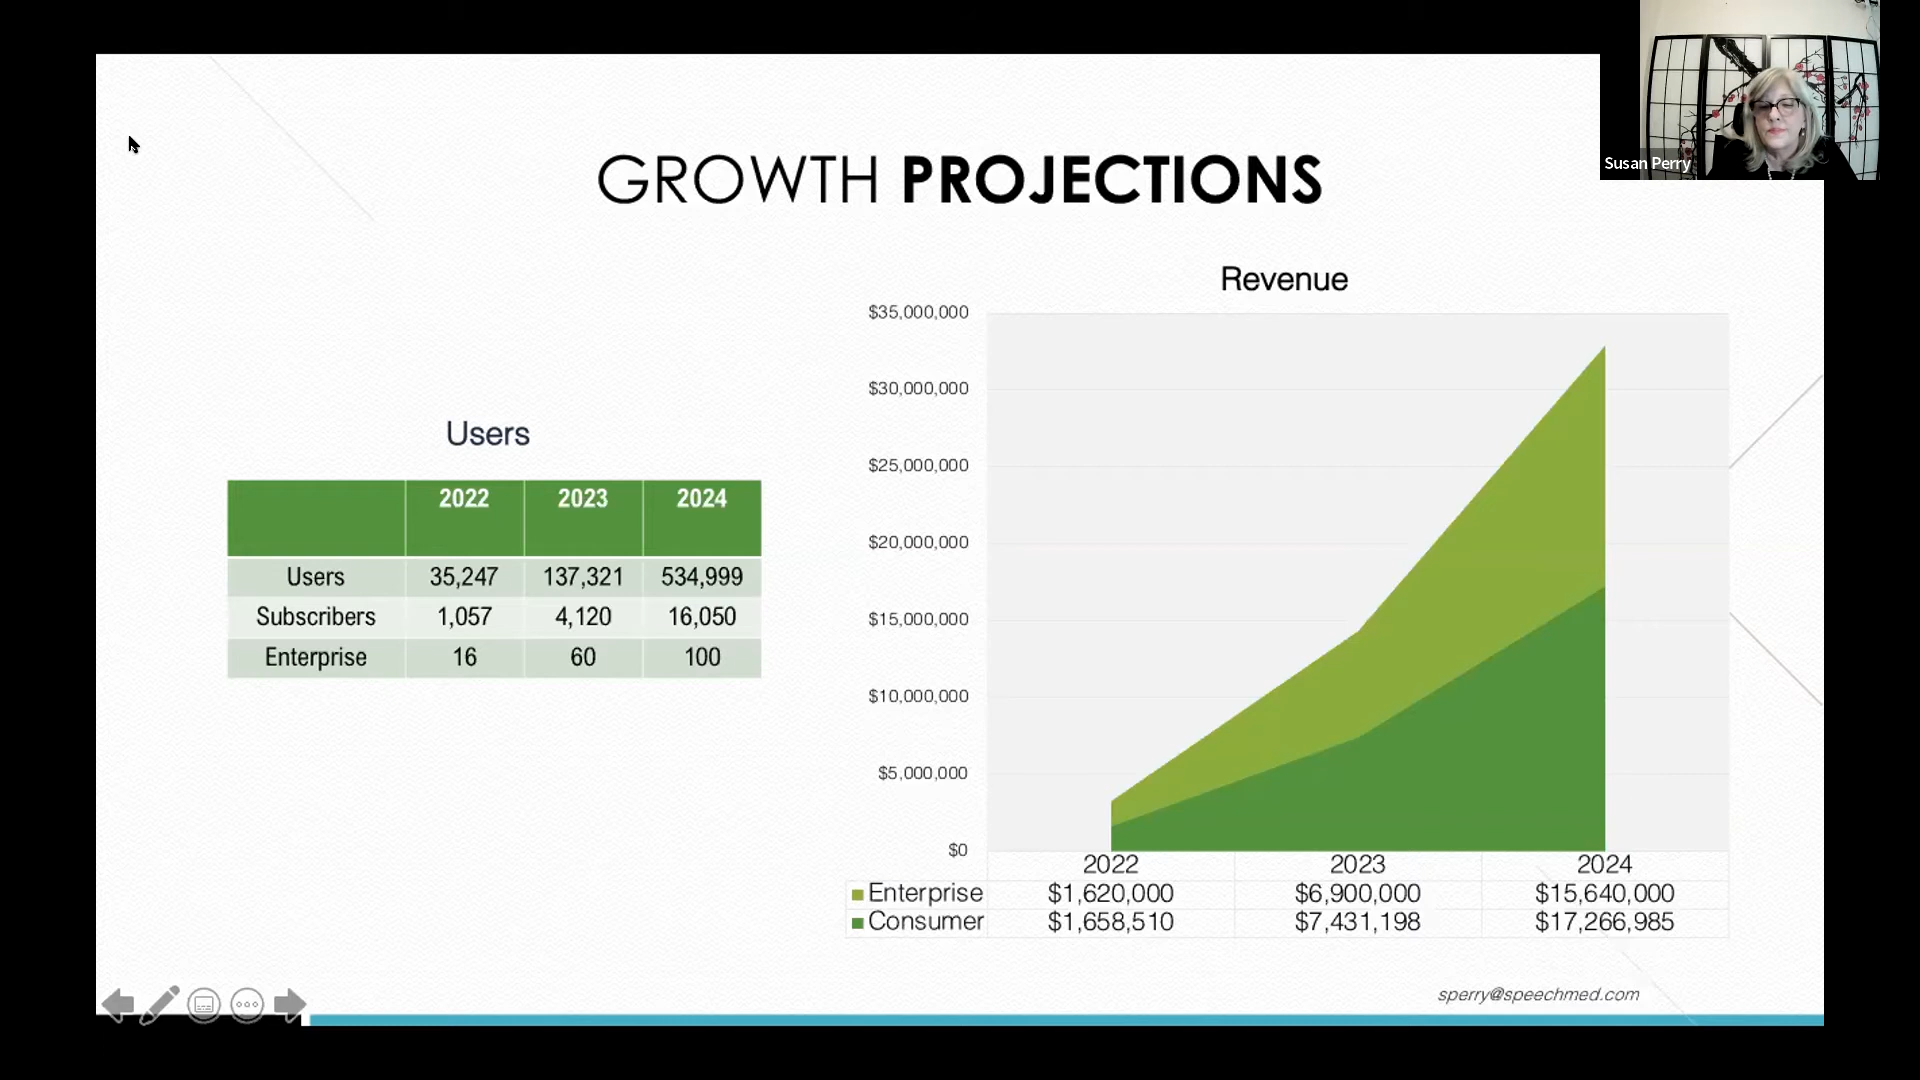 Susan Perry
GROWTH PROJECTIONS
Users
2022 2023 2024
Users 35,247 137,321 534,999
Subscribers 1,057 4,120 16,050
Enterprise 16 60 100
Revenue
$35,000,000
$30,000,000
$25,000,000
$20,000,000
$15,000,000
$10,000,000
$5,000,000
$0
2022 2023 2024
Enterprise $1,620,000 $6,900,000 $15,640,000
Consumer $1,658,510 $7,431,198 $17,266,985
sperry@speechmed.com